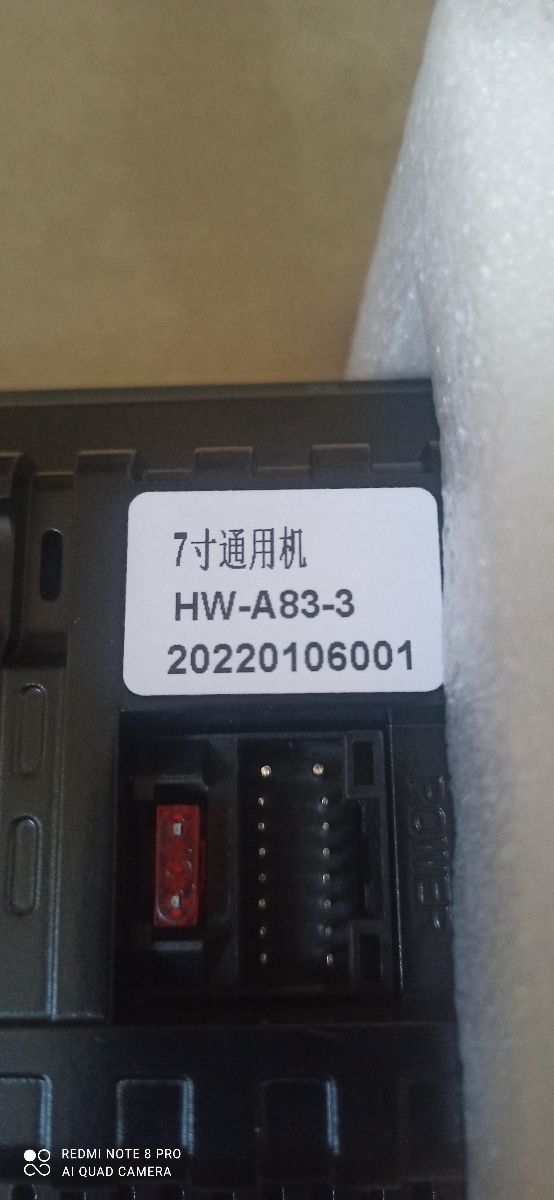 7寸通用机
HW-A83-3
20220106001
POWER
REDMI NOTE 8 PRO
AI QUAD CAMERA